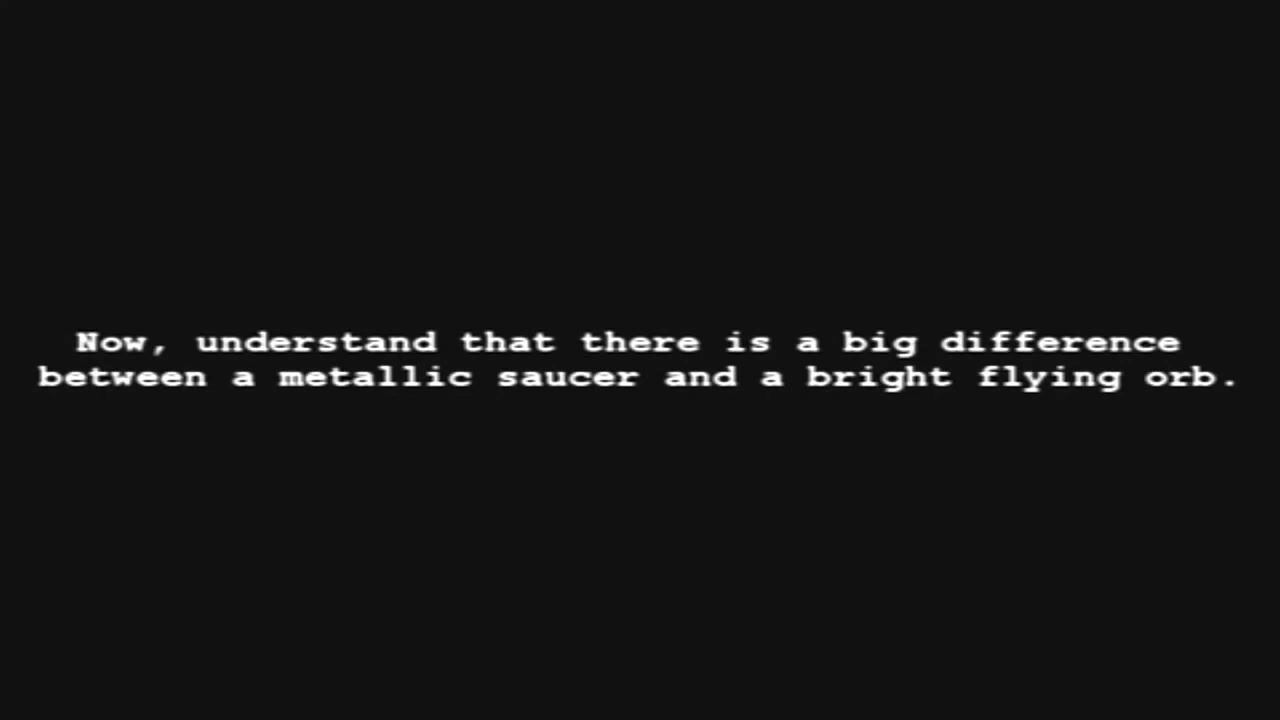 Now, understand that there is a big difference
between a metallic saucer and a bright flying orb.